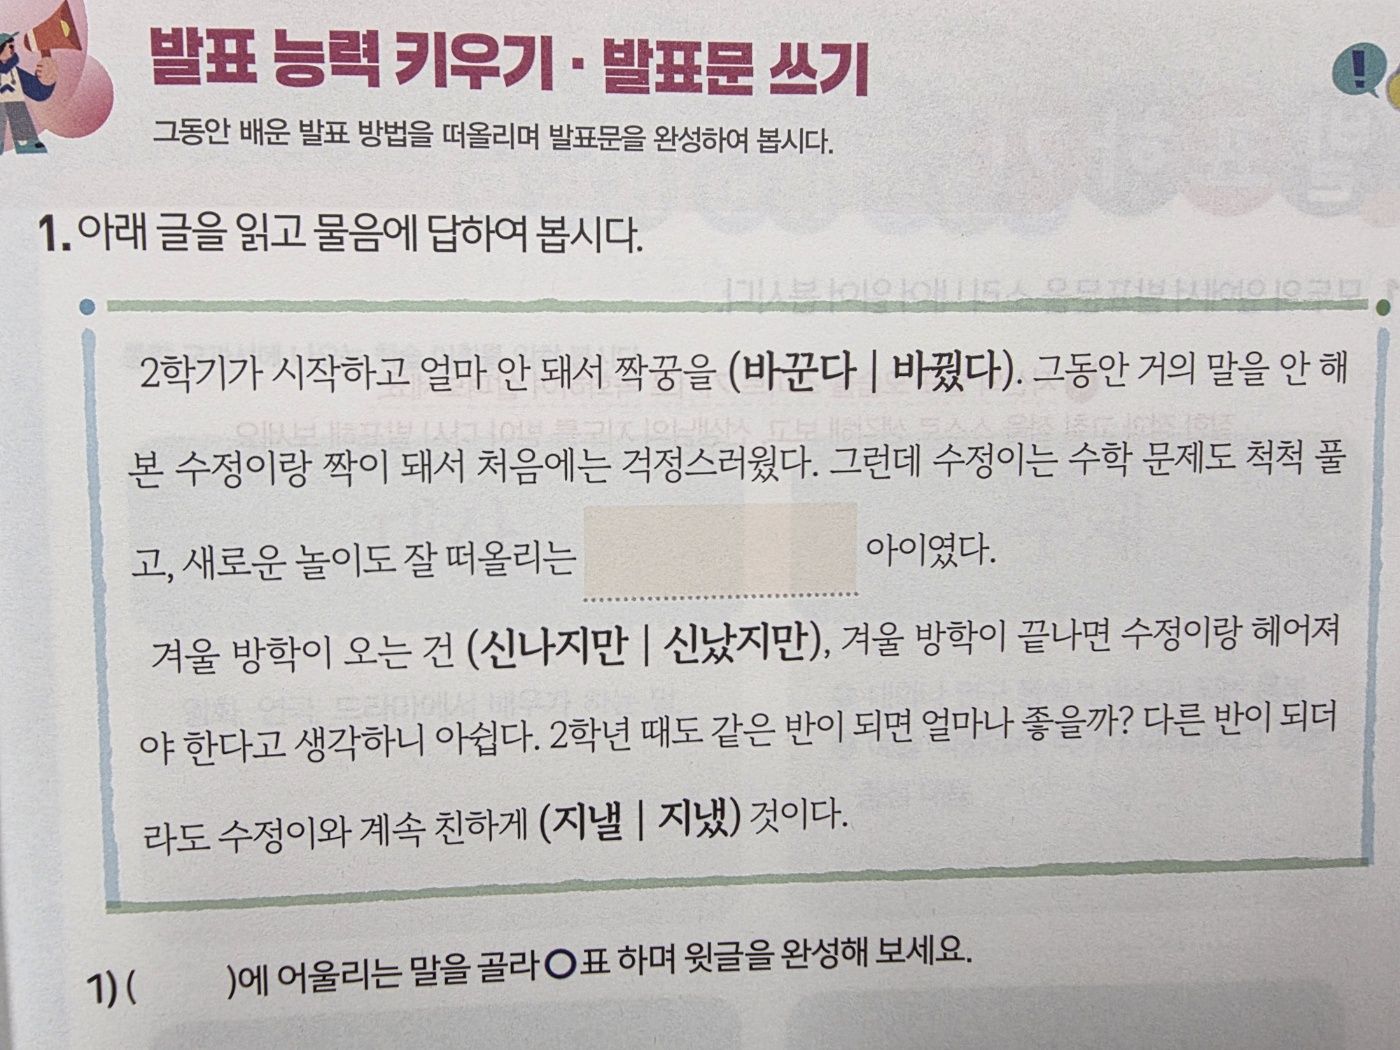 발표 능력 키우기 · 발표문 쓰기
그동안 배운 발표 방법을 떠올리며 발표문을 완성하여 봅시다.
1. 아래 글을 읽고 물음에 답하여 봅시다.
2학기가 시작하고 얼마 안 돼서 짝꿍을 (바꾼다 | 바꿨다). 그동안 거의 말을 안 해
본 수정이랑 짝이 돼서 처음에는 걱정스러웠다. 그런데 수정이는 수학 문제도 척척 풀
고, 새로운 놀이도 잘 떠올리는 아이였다.
겨울 방학이 오는 건 (신나지만 | 신났지만), 겨울 방학이 끝나면 수정이랑 헤어져
야 한다고 생각하니 아쉽다. 2학년 때도 같은 반이 되면 얼마나 좋을까? 다른 반이 되더
라도 수정이와 계속 친하게 (지낼 | 지냈) 것이다.
1) ( )에 어울리는 말을 골라 O표 하며 윗글을 완성해 보세요.